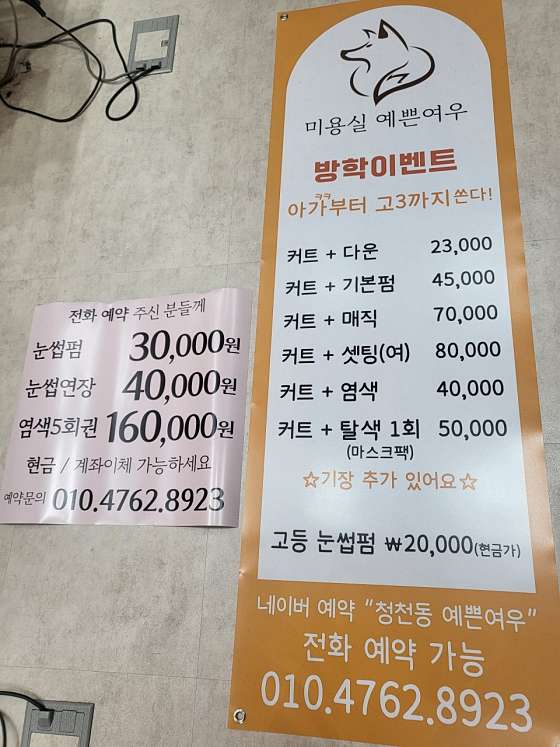 미용실 예쁜여우
방학이벤트
ㅋㅋ
아가부터 고3까지쏜다!
커트 + 다운 23,000
커트 + 기본펌 45,000
커트 + 매직 70,000
커트 + 셋팅(여) 80,000
커트 + 염색 40,000
커트 + 탈색 1회 50,000
(마스크팩)
☆기장 추가 있어요☆
고등 눈썹펌 ₩20,000(현금가)
네이버 예약 "청천동 예쁜여우"
전화 예약 가능
010.4762.8923
전화 예약 주신 분들께
눈썹펌 30,000원
눈썹연장 40,000원
염색5회권 160,000원
현금 / 계좌이체 가능하세요
예약문의 010.4762.8923